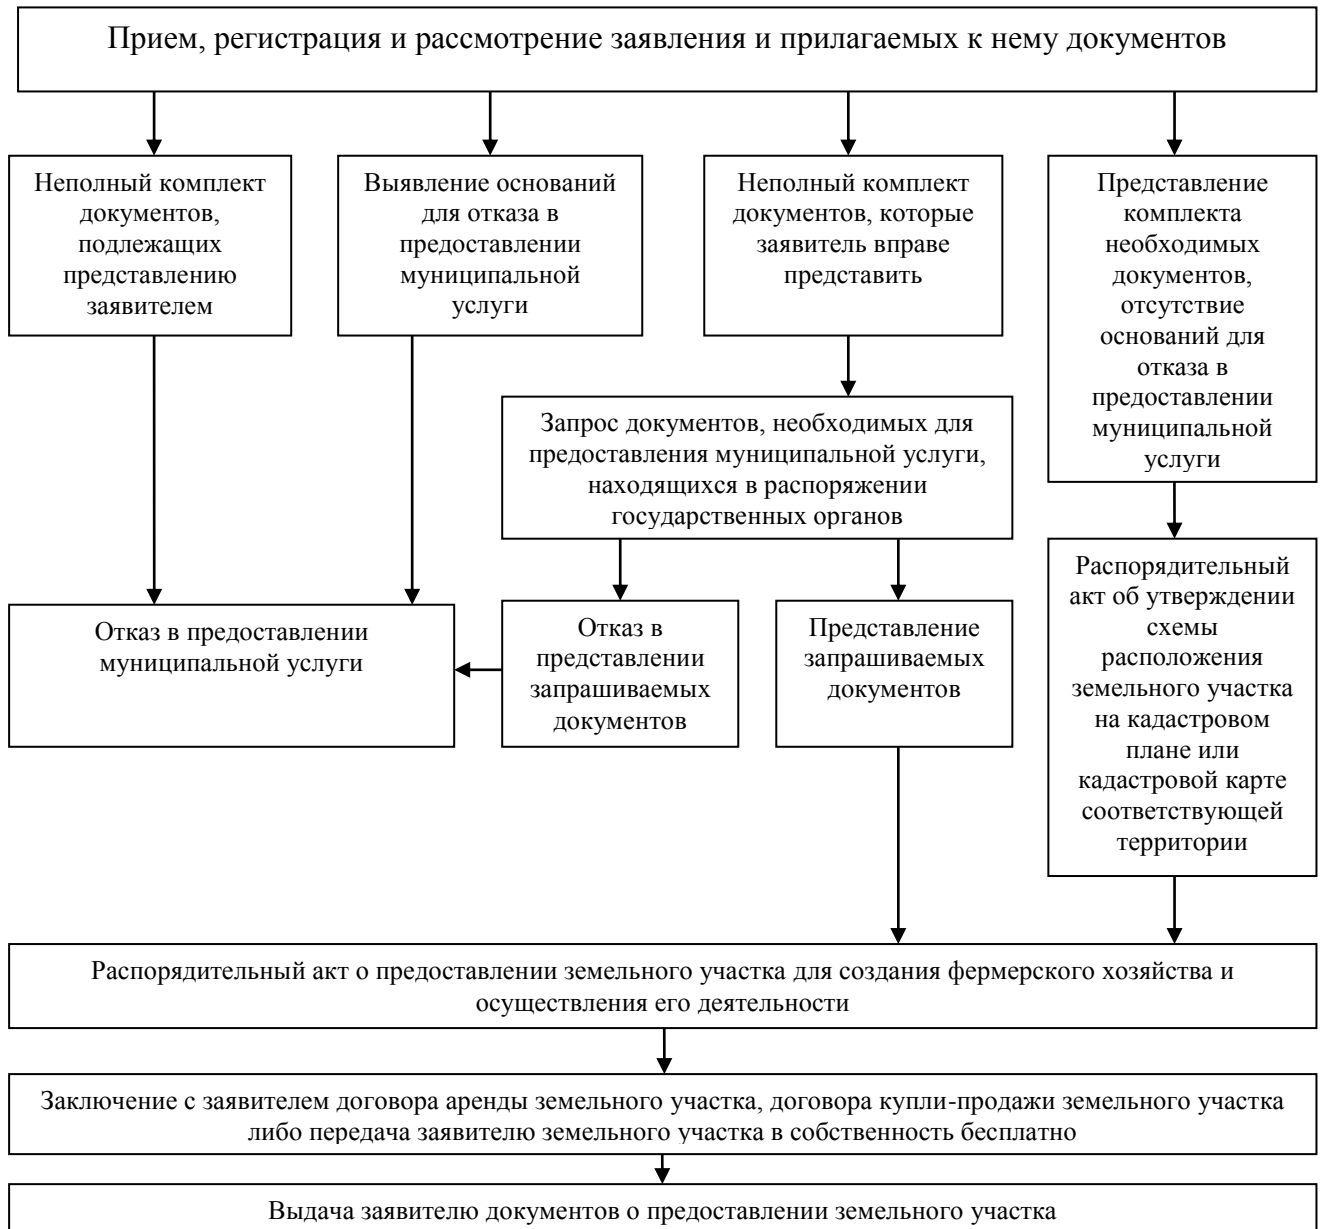 Прием, регистрация и рассмотрение заявления и прилагаемых к нему документов
Неполный комплект
документов,
подлежащих
представлению
заявителем
Выявление оснований
для отказа в
предоставлении
муниципальной
услуги
Неполный комплект
документов, которые
заявитель вправе
представить
Представление
комплекта
необходимых
документов,
отсутствие
оснований для
отказа в
предоставлении
муниципальной
услуги
Запрос документов, необходимых для
предоставления муниципальной услуги,
находящихся в распоряжении
государственных органов
Отказ в предоставлении
муниципальной услуги
Отказ в
представлении
запрашиваемых
документов
Представление
запрашиваемых
документов
Распорядительный
акт об утверждении
схемы
расположения
земельного участка
на кадастровом
плане или
кадастровой карте
соответствующей
территории
Распорядительный акт о предоставлении земельного участка для создания фермерского хозяйства и
осуществления его деятельности
Заключение с заявителем договора аренды земельного участка, договора купли-продажи земельного участка
либо передача заявителю земельного участка в собственность бесплатно
Выдача заявителю документов о предоставлении земельного участка